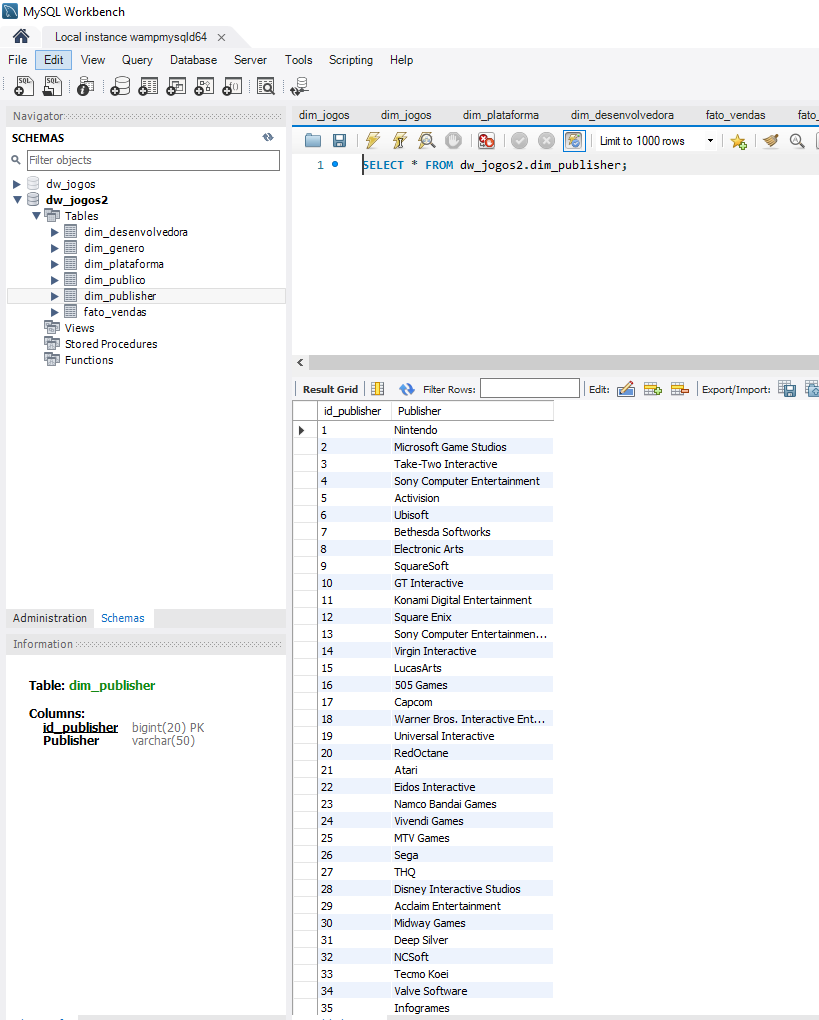 MySQL Workbench
Local instance wampmysqld64 ×
File Edit View Query Database Server Tools Scripting Help
SQL SQL
Navigator
SCHEMAS
Filter objects
dw_jogos
dw_jogos2
Tables
dim_desenvolvedora
dim_genero
dim_plataforma
dim_publico
dim_publisher
fato_vendas
Views
Stored Procedures
Functions
Administration Schemas
Information
Table: dim_publisher
Columns:
id_publisher bigint(20) PK
Publisher varchar(50)
dim_jogos dim_jogos dim_plataforma dim_desenvolvedora fato_vendas fato_
Limit to 1000 rows
1 SELECT * FROM dw_jogos2.dim_publisher;
Result Grid Filter Rows: Edit: Export/Import:
id_publisher Publisher
1 Nintendo
2 Microsoft Game Studios
3 Take-Two Interactive
4 Sony Computer Entertainment
5 Activision
6 Ubisoft
7 Bethesda Softworks
8 Electronic Arts
9 SquareSoft
10 GT Interactive
11 Konami Digital Entertainment
12 Square Enix
13 Sony Computer Entertainmen...
14 Virgin Interactive
15 LucasArts
16 505 Games
17 Capcom
18 Warner Bros. Interactive Ent...
19 Universal Interactive
20 RedOctane
21 Atari
22 Eidos Interactive
23 Namco Bandai Games
24 Vivendi Games
25 MTV Games
26 Sega
27 THQ
28 Disney Interactive Studios
29 Acclaim Entertainment
30 Midway Games
31 Deep Silver
32 NCSoft
33 Tecmo Koei
34 Valve Software
35 Infogrames